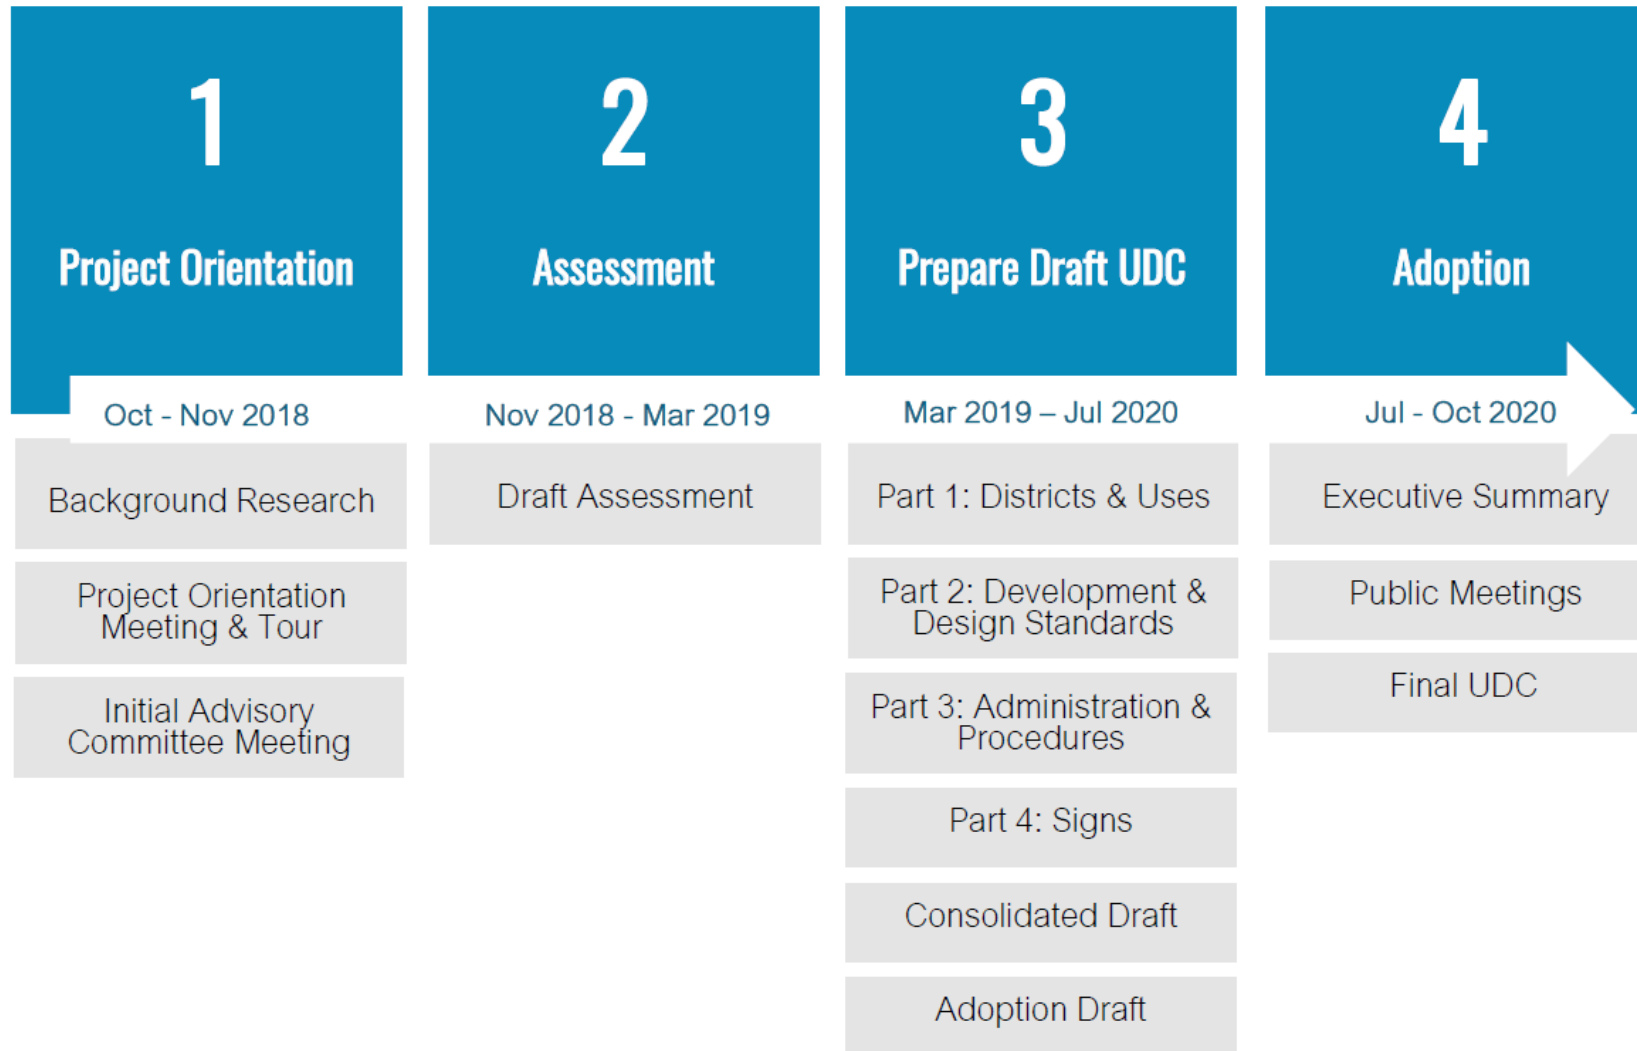 1
Project Orientation
Oct - Nov 2018
Background Research
Project Orientation
Meeting & Tour
Initial Advisory
Committee Meeting
2
Assessment
Nov 2018 - Mar 2019
Draft Assessment
3
Prepare Draft UDC
Mar 2019 – Jul 2020
Part 1: Districts & Uses
Part 2: Development &
Design Standards
Part 3: Administration &
Procedures
Part 4: Signs
Consolidated Draft
Adoption Draft
4
Adoption
Jul - Oct 2020
Executive Summary
Public Meetings
Final UDC